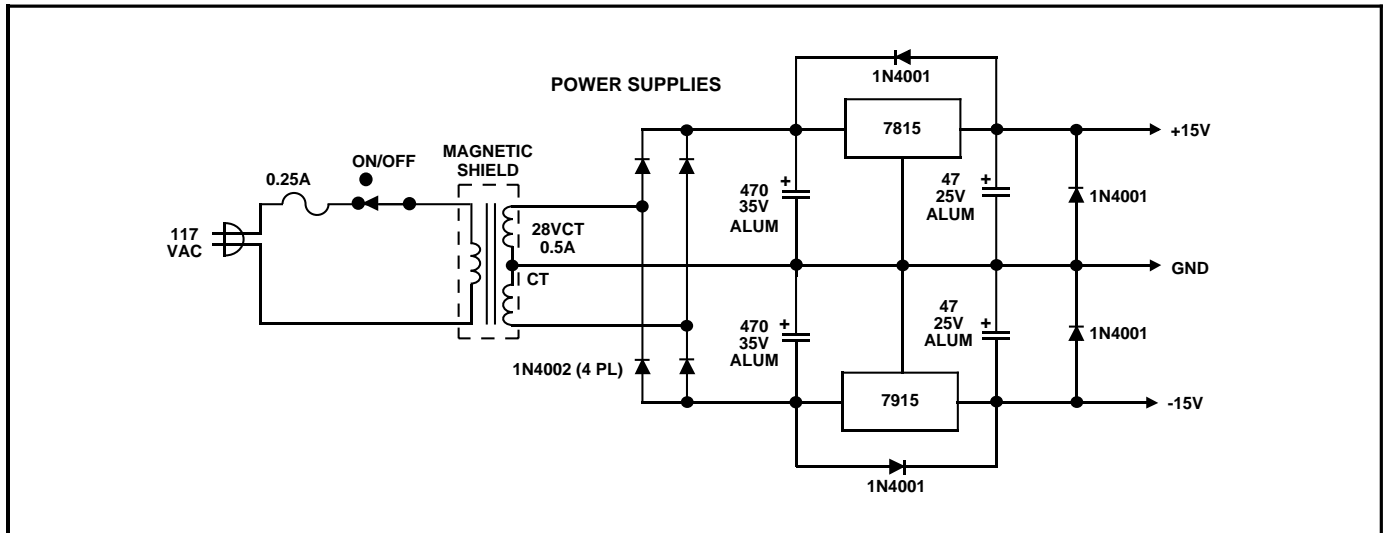 POWER SUPPLIES
1N4001
7815
+15V
MAGNETIC
SHIELD
ON/OFF
0.25A
470
35V
ALUM
+
47
25V
ALUM
+
1N4001
117
VAC
28VCT
0.5A
CT
GND
470
35V
ALUM
+
47
25V
ALUM
+
1N4001
1N4002 (4 PL)
7915
-15V
1N4001